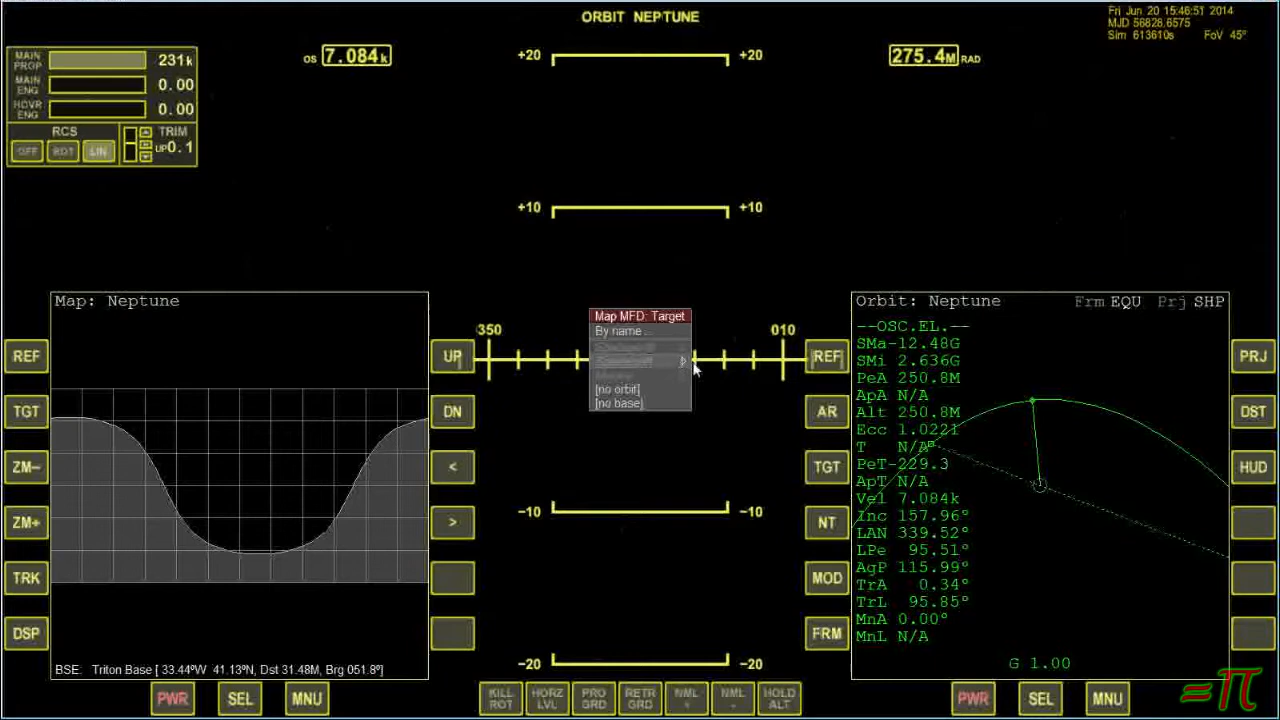 ORBIT NEPTUNE
Fri Jun 20 15:46:51 2014
MJD 56828.6575
Sim 613610s FoV 45°
MAIN PROP 231k
MAIN ENG 0.00
HOVR ENG 0.00
RCS TRIM
OFF ROT LIN UP 0.1
OS 7.084k
275.4M RAD
+20 +20
+10 +10
350 010
-10 -10
-20 -20
Map: Neptune
REF
TGT
ZM-
ZM+
TRK
DSP
UP
DN
<
>
BSE: Triton Base [ 33.44°W 41.13°N, Dst 31.48M, Brg 051.8°]
PWR SEL MNU
Map MFD: Target
By name ...
[no orbit]
[no base]
KILL ROT
HORZ LVL
PRO GRD
RETR GRD
NML +
NML -
HOLD ALT
Orbit: Neptune Frm EQU Prj SHP
--OSC.EL.--
SMa-12.48G
SMi 2.636G
PeA 250.8M
ApA N/A
Alt 250.8M
Ecc 1.0221
T N/A
PeT-229.3
ApT N/A
Vel 7.084k
Inc 157.96°
LAN 339.52°
LPe 95.51°
AgP 115.99°
TrA 0.34°
TrL 95.85°
MnA 0.00°
MnL N/A
G 1.00
REF
AR
TGT
NT
MOD
FRM
PRJ
DST
HUD
PWR SEL MNU
=π